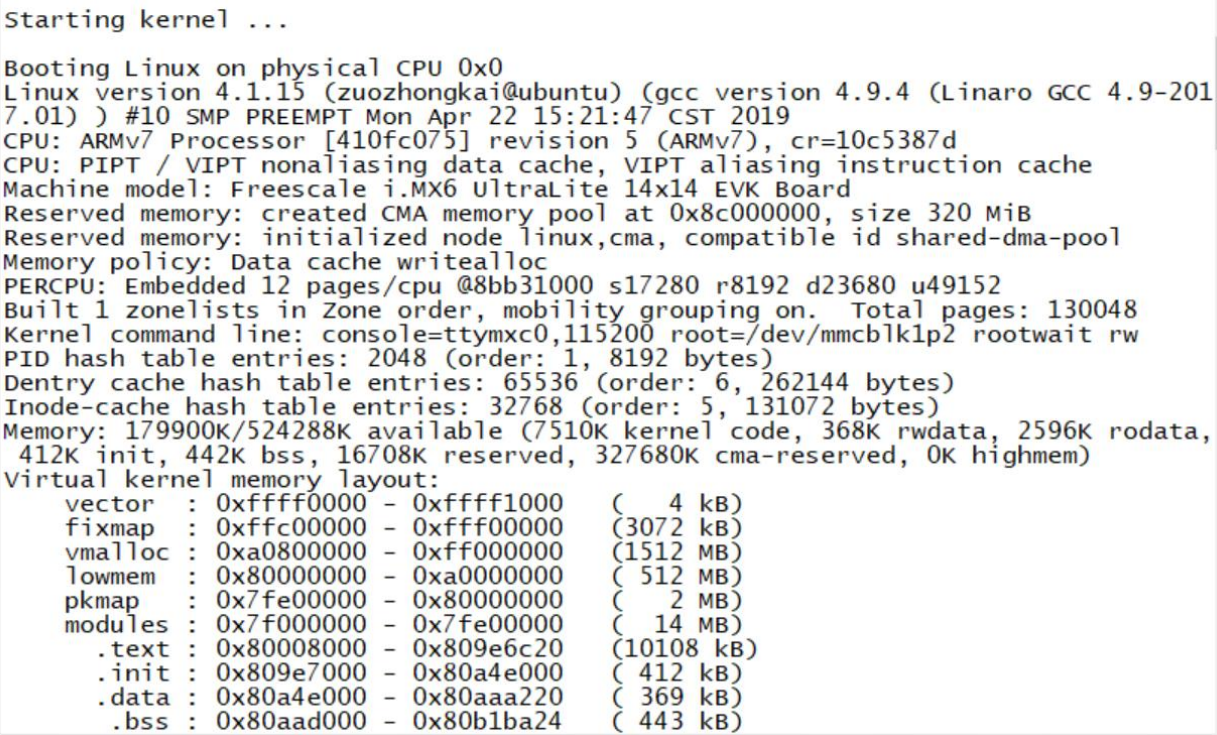 Starting kernel ...
Booting Linux on physical CPU 0x0
Linux version 4.1.15 (zuozhongkai@ubuntu) (gcc version 4.9.4 (Linaro GCC 4.9-201
7.01) ) #10 SMP PREEMPT Mon Apr 22 15:21:47 CST 2019
CPU: ARMv7 Processor [410fc075] revision 5 (ARMv7), cr=10c5387d
CPU: PIPT / VIPT nonaliasing data cache, VIPT aliasing instruction cache
Machine model: Freescale i.MX6 UltraLite 14x14 EVK Board
Reserved memory: created CMA memory pool at 0x8c000000, size 320 MiB
Reserved memory: initialized node linux,cma, compatible id shared-dma-pool
Memory policy: Data cache writealloc
PERCPU: Embedded 12 pages/cpu @8bb31000 s17280 r8192 d23680 u49152
Built 1 zonelists in Zone order, mobility grouping on.  Total pages: 130048
Kernel command line: console=ttymxc0,115200 root=/dev/mmcblk1p2 rootwait rw
PID hash table entries: 2048 (order: 1, 8192 bytes)
Dentry cache hash table entries: 65536 (order: 6, 262144 bytes)
Inode-cache hash table entries: 32768 (order: 5, 131072 bytes)
Memory: 179900K/524288K available (7510K kernel code, 368K rwdata, 2596K rodata,
 412K init, 442K bss, 16708K reserved, 327680K cma-reserved, 0K highmem)
Virtual kernel memory layout:
    vector  : 0xffff0000 - 0xffff1000   (   4 kB)
    fixmap  : 0xffc00000 - 0xfff00000   (3072 kB)
    vmalloc : 0xa0800000 - 0xff000000   (1512 MB)
    lowmem  : 0x80000000 - 0xa0000000   ( 512 MB)
    pkmap   : 0x7fe00000 - 0x80000000   (   2 MB)
    modules : 0x7f000000 - 0x7fe00000   (  14 MB)
      .text : 0x80008000 - 0x809e6c20   (10108 kB)
      .init : 0x809e7000 - 0x80a4e000   ( 412 kB)
      .data : 0x80a4e000 - 0x80aaa220   ( 369 kB)
       .bss : 0x80aad000 - 0x80b1ba24   ( 443 kB)